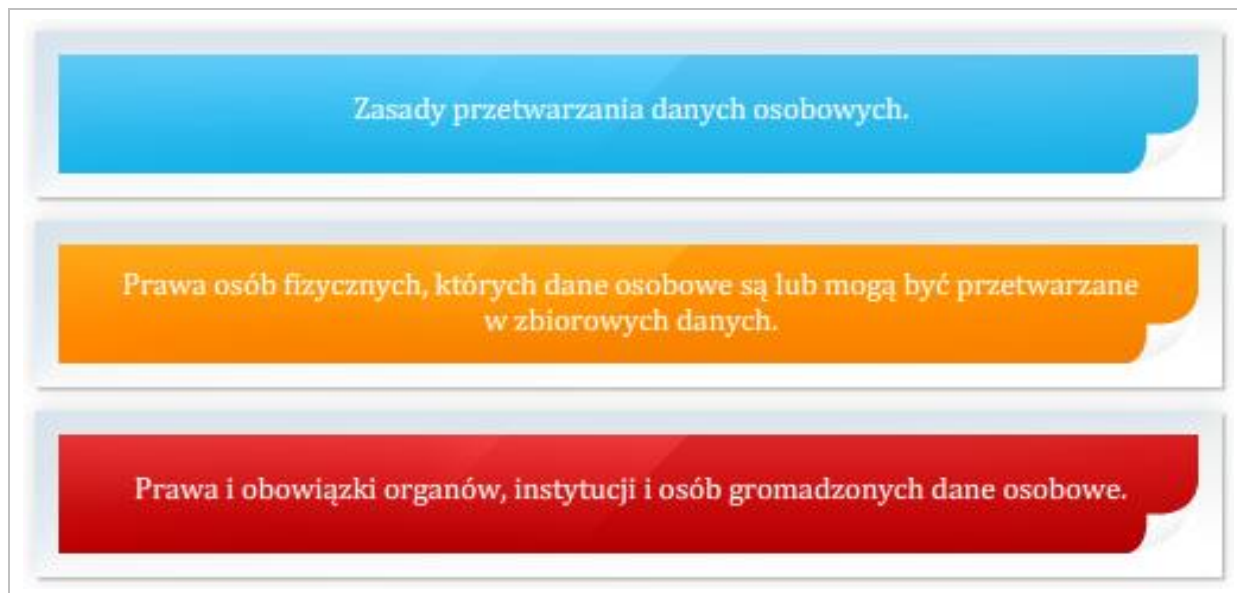 Zasady przetwarzania danych osobowych.
Prawa osób fizycznych, których dane osobowe są lub mogą być przetwarzane
w zbiorowych danych.
Prawa i obowiązki organów, instytucji i osób gromadzonych dane osobowe.